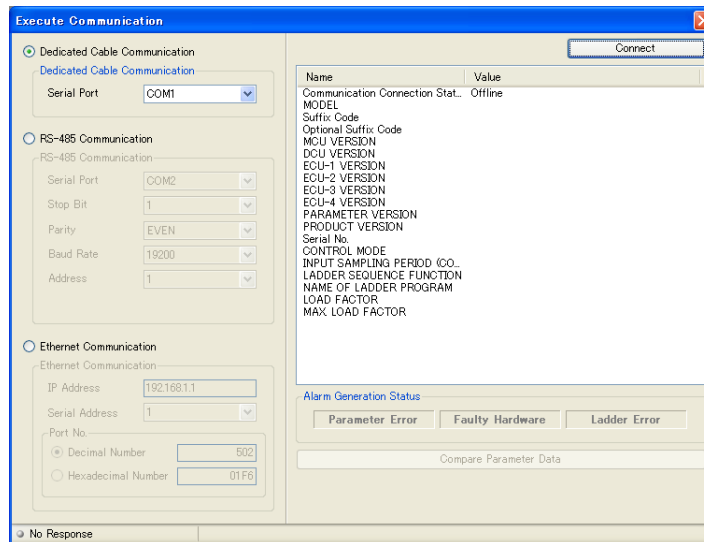 Execute Communication
Dedicated Cable Communication
Dedicated Cable Communication
Serial Port COM1
RS-485 Communication
RS-485 Communication
Serial Port COM2
Stop Bit 1
Parity EVEN
Baud Rate 19200
Address 1
Ethernet Communication
Ethernet Communication
IP Address 192.168.1.1
Serial Address 1
Port No.
Decimal Number 502
Hexadecimal Number 01F6
Connect
Name Value
Communication Connection Stat... Offline
MODEL
Suffix Code
Optional Suffix Code
MCU VERSION
DCU VERSION
ECU-1 VERSION
ECU-2 VERSION
ECU-3 VERSION
ECU-4 VERSION
PARAMETER VERSION
PRODUCT VERSION
Serial No.
CONTROL MODE
INPUT SAMPLING PERIOD (CO...
LADDER SEQUENCE FUNCTION
NAME OF LADDER PROGRAM
LOAD FACTOR
MAX. LOAD FACTOR
Alarm Generation Status
Parameter Error Faulty Hardware Ladder Error
Compare Parameter Data
No Response